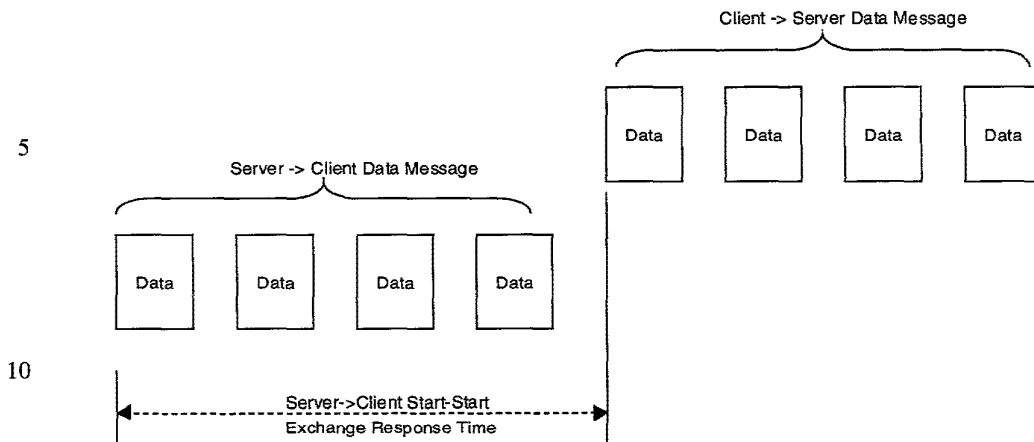 Client -> Server Data Message
Data Data Data Data
5
Server -> Client Data Message
Data Data Data Data
10
Server->Client Start-Start
Exchange Response Time